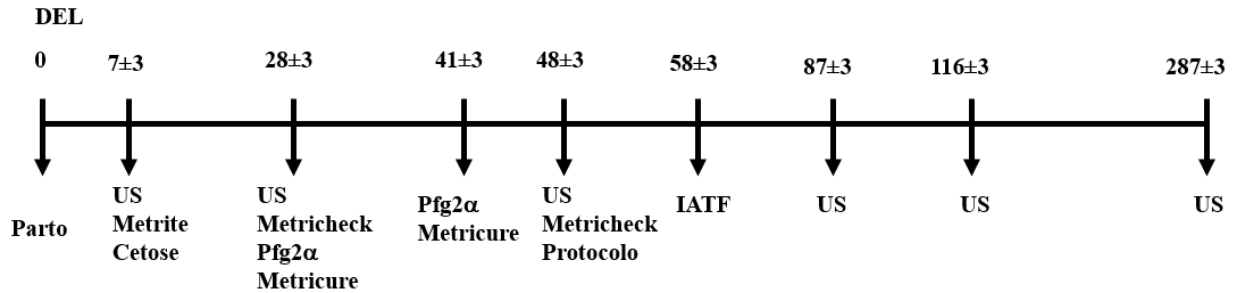 DEL
0 7±3 28±3 41±3 48±3 58±3 87±3 116±3 287±3
Parto
US
Metrite
Cetose
US
Metricheck
Pfg2α
Metricure
Pfg2α
Metricure
US
Metricheck
Protocolo
IATF
US
US
US